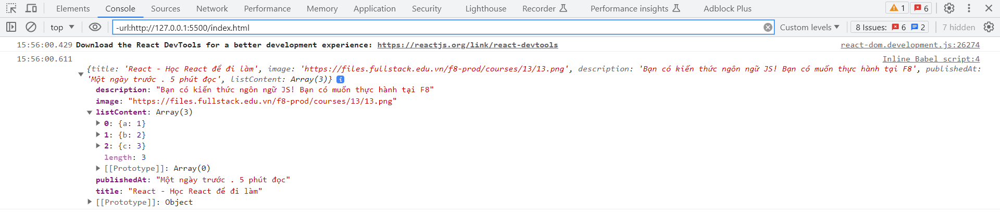 Elements Console Sources Network Performance Memory Application Security Lighthouse Recorder Performance insights Adblock Plus 1 6
top -url:http://127.0.0.1:5500/index.html Custom levels 8 Issues: 6 2 7 hidden
15:56:00.429 Download the React DevTools for a better development experience: https://reactjs.org/link/react-devtools react-dom.development.js:26274
15:56:00.611 Inline Babel script:4
{title: 'React - Học React để đi làm', image: 'https://files.fullstack.edu.vn/f8-prod/courses/13/13.png', description: 'Bạn có kiến thức ngôn ngữ JS! Bạn có muốn thực hành tại F8', publishedAt:
'Một ngày trước . 5 phút đọc', listContent: Array(3)} i
description: "Bạn có kiến thức ngôn ngữ JS! Bạn có muốn thực hành tại F8"
image: "https://files.fullstack.edu.vn/f8-prod/courses/13/13.png"
listContent: Array(3)
0: {a: 1}
1: {b: 2}
2: {c: 3}
length: 3
[[Prototype]]: Array(0)
publishedAt: "Một ngày trước . 5 phút đọc"
title: "React - Học React để đi làm"
[[Prototype]]: Object